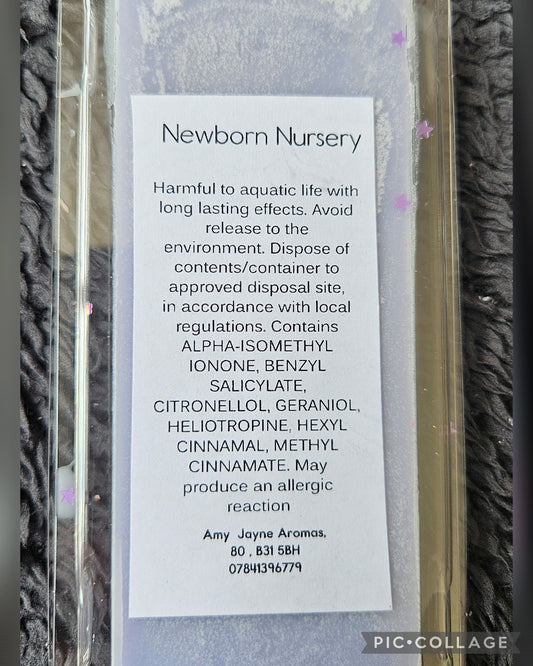 Newborn Nursery
Harmful to aquatic life with
long lasting effects. Avoid
release to the
environment. Dispose of
contents/container to
approved disposal site,
in accordance with local
regulations. Contains
ALPHA-ISOMETHYL
IONONE, BENZYL
SALICYLATE,
CITRONELLOL, GERANIOL,
HELIOTROPINE, HEXYL
CINNAMAL, METHYL
CINNAMATE. May
produce an allergic
reaction
Amy Jayne Aromas,
80 , B31 5BH
07841396779
PIC•COLLAGE